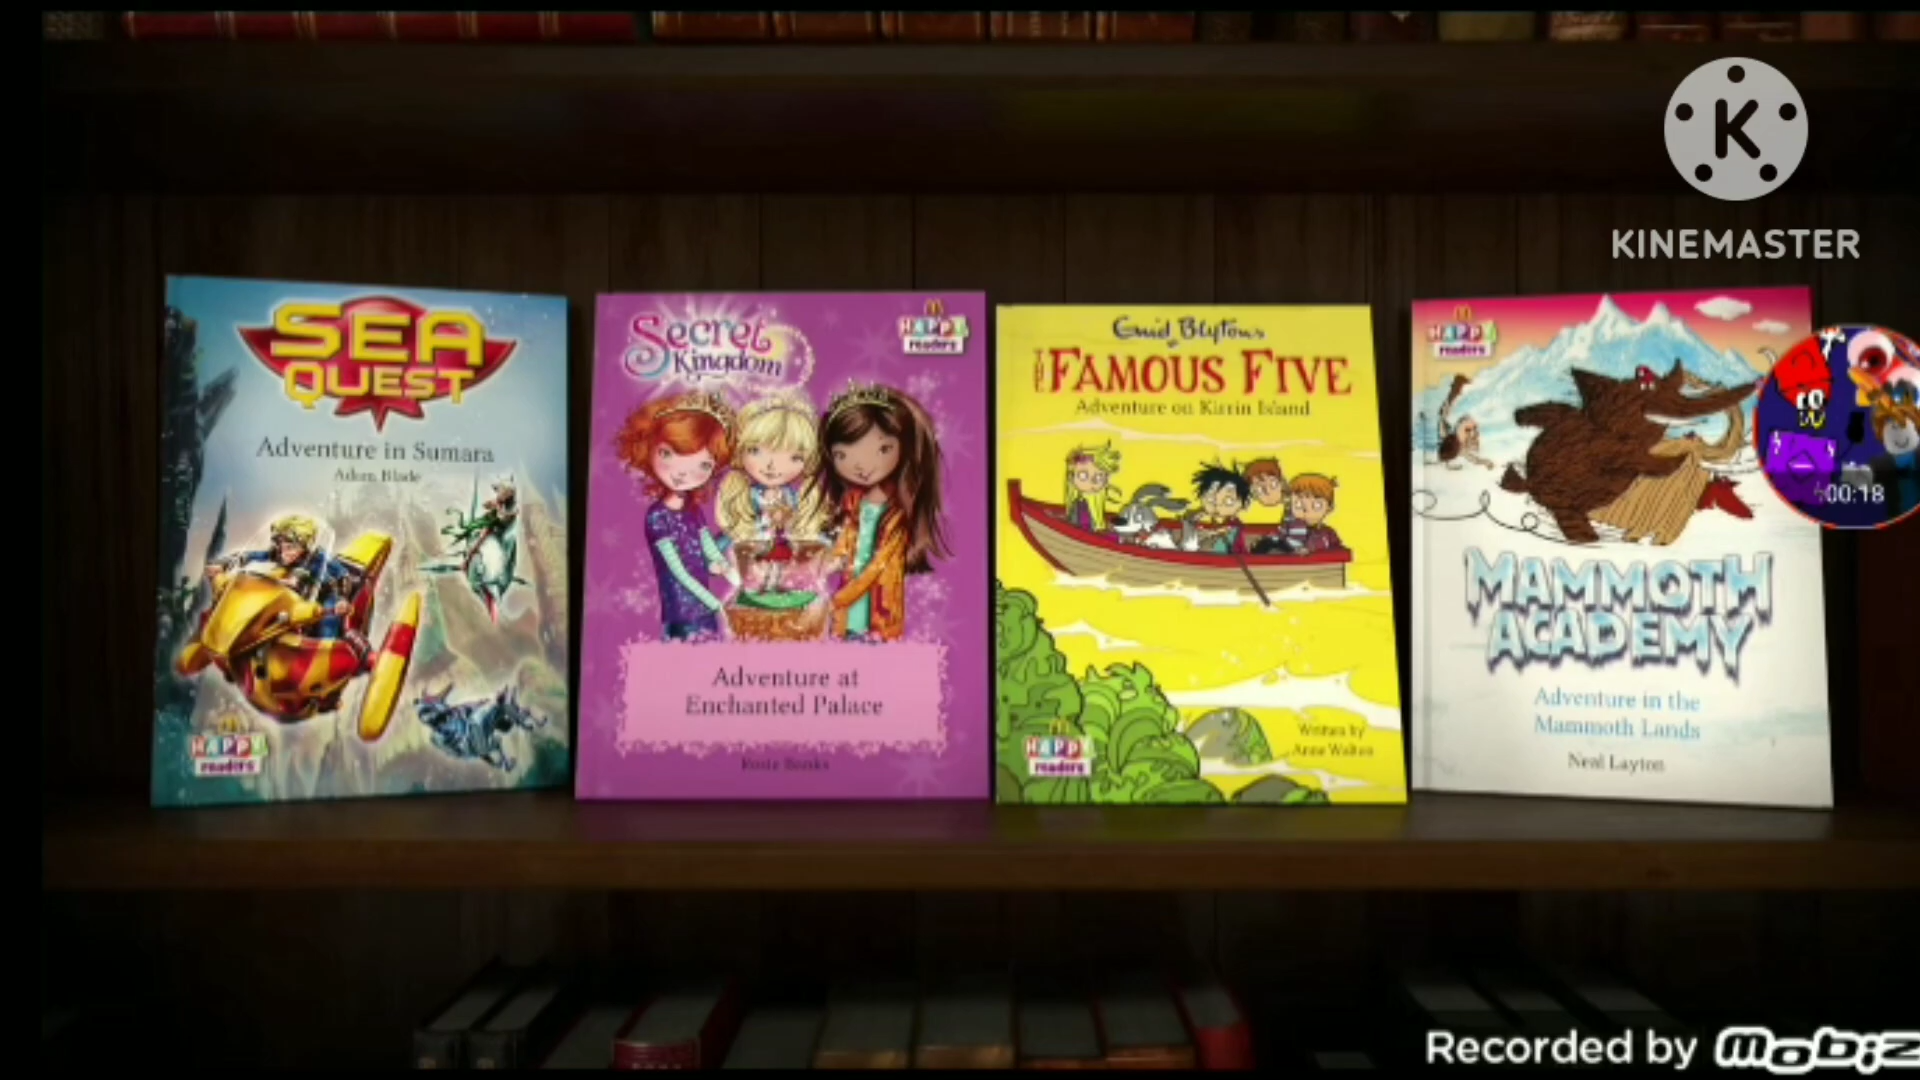 K
KINEMASTER
SEA
QUEST
Adventure in Sumara
Adam Blade
HAPPY
readers
Secret
Kingdom
HAPPY
readers
Adventure at
Enchanted Palace
Rosie Banks
Enid Blyton's
THE FAMOUS FIVE
Adventure on Kirrin Island
Written by
Anne Walton
HAPPY
readers
HAPPY
readers
MAMMOTH
ACADEMY
Adventure in the
Mammoth Lands
Neal Layton
00:18
Recorded by mobiz